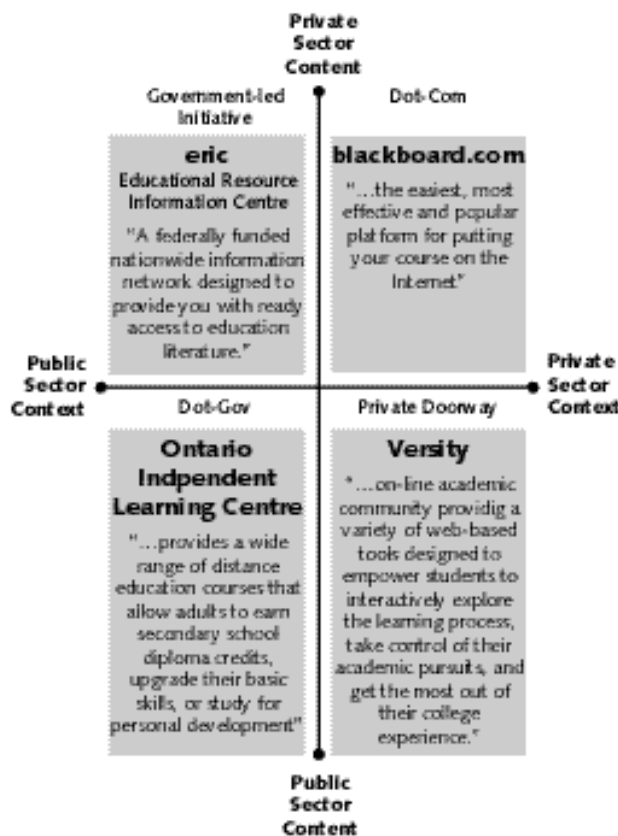 Private
Sector
Content
Government-led
Initiative
Dot-Com
eric
Educational Resource
Information Centre
"A federally funded
nationwide information
network designed to
provide you with ready
access to education
literature."
blackboard.com
"...the easiest, most
effective and popular
platform for putting
your course on the
Internet"
Public
Sector
Context
Private
Sector
Context
Dot-Gov
Private Doorway
Ontario
Indpendent
Learning Centre
"...provides a wide
range of distance
education courses that
allow adults to earn
secondary school
diploma credits,
upgrade their basic
skills, or study for
personal development"
Versity
"...on-line academic
community providig a
variety of web-based
tools designed to
empower students to
interactively explore
the learning process,
take control of their
academic pursuits, and
get the most out of
their college
experience."
Public
Sector
Content